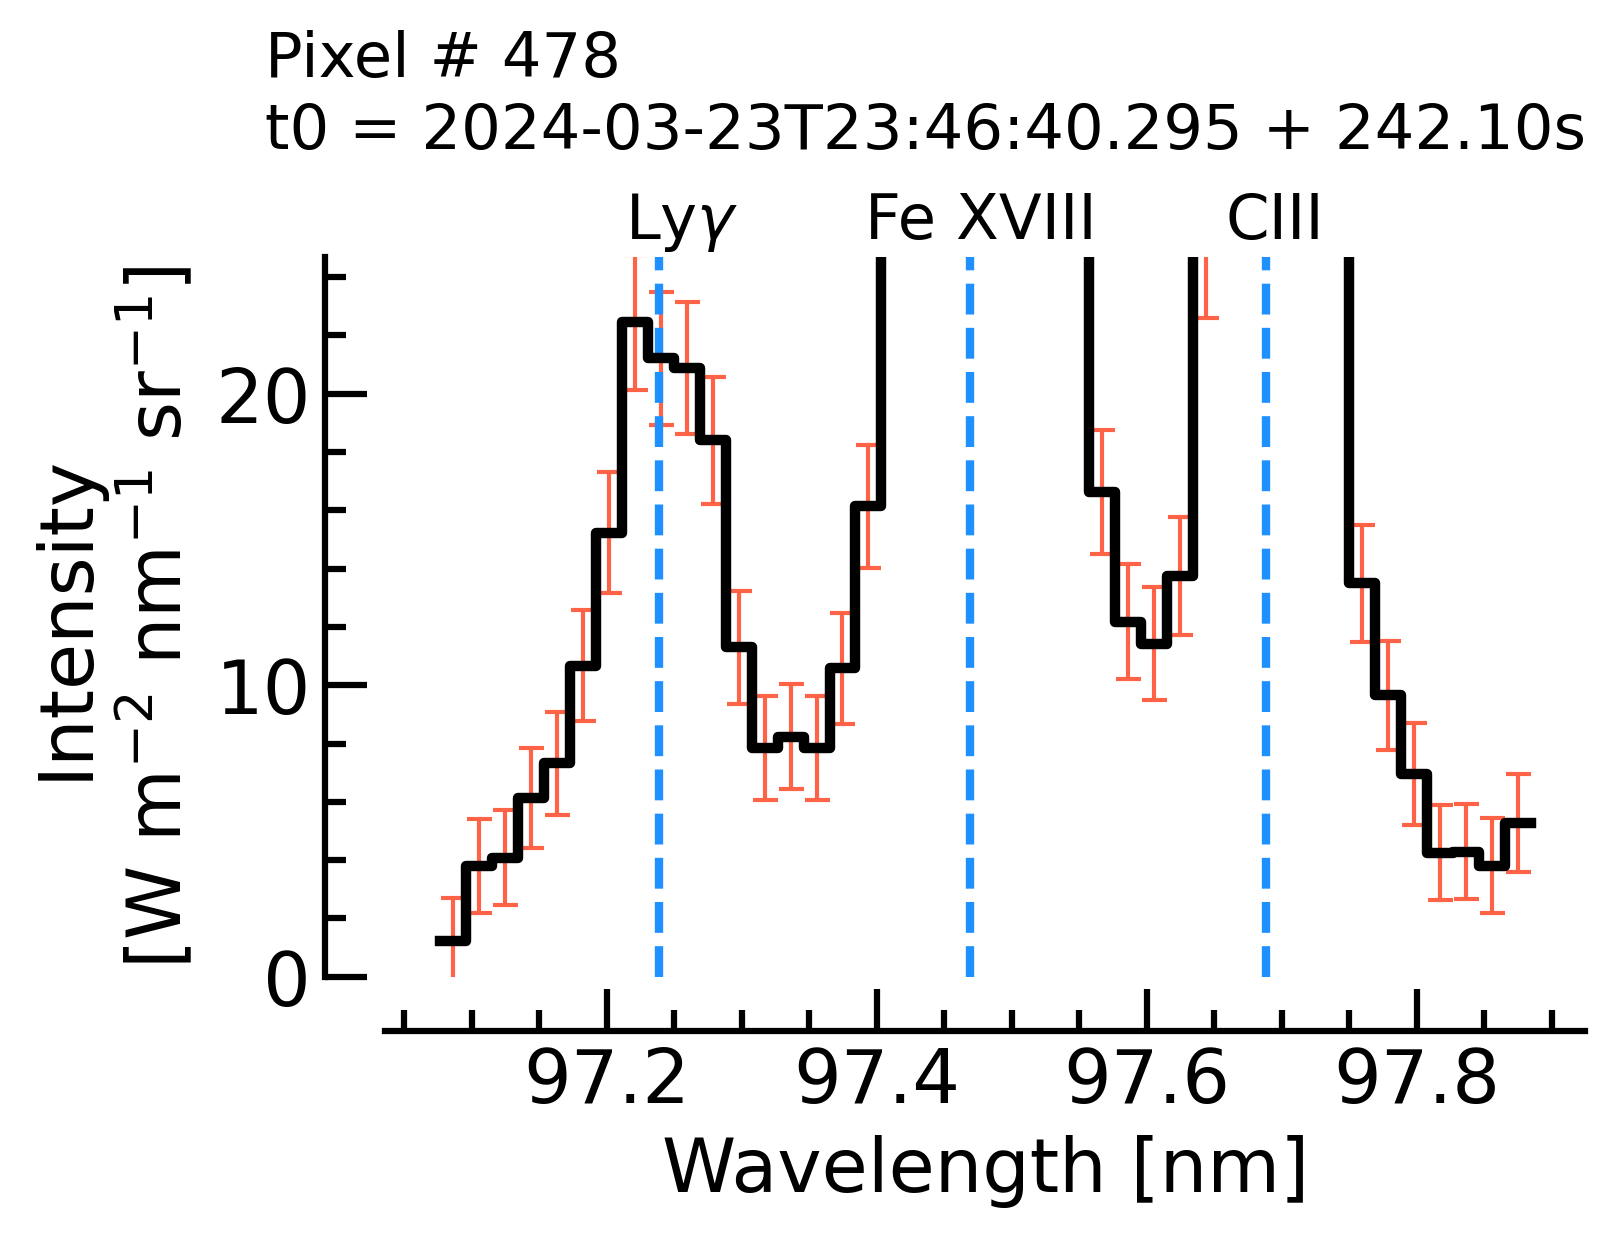 Pixel # 478
t0 = 2024-03-23T23:46:40.295 + 242.10s
Lyγ Fe XVIII CIII
Intensity
[W m⁻² nm⁻¹ sr⁻¹]
20
10
0
97.2 97.4 97.6 97.8
Wavelength [nm]